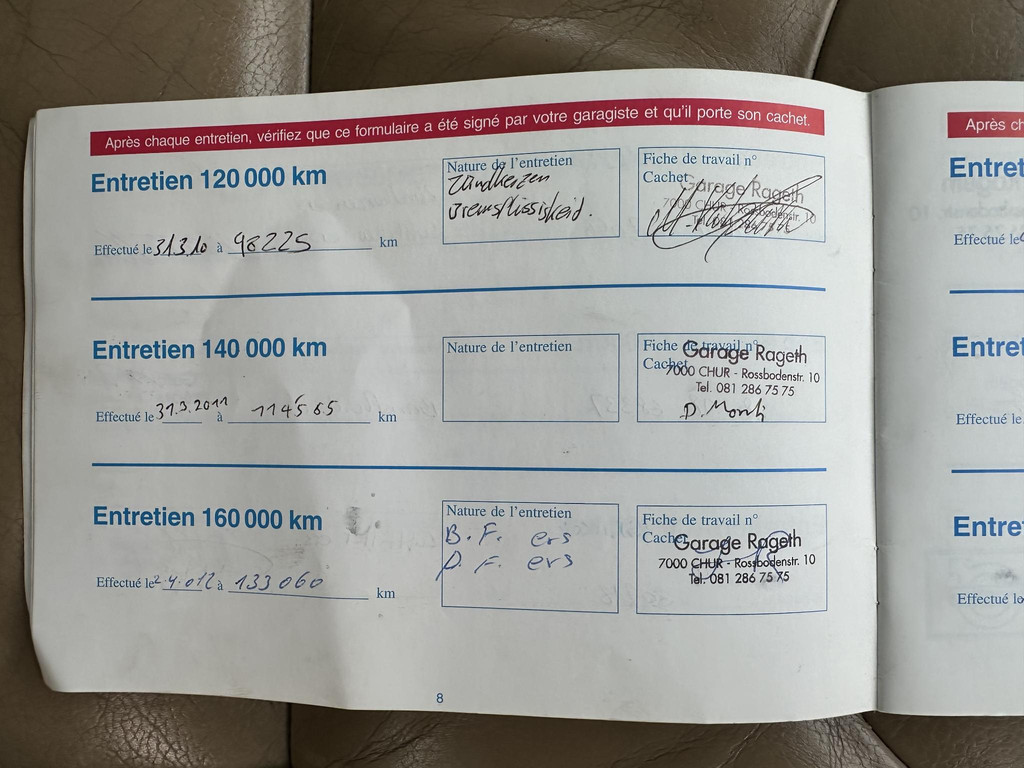 Après chaque entretien, vérifiez que ce formulaire a été signé par votre garagiste et qu'il porte son cachet.
Entretien 120 000 km
Effectué le 31.3.10 à 98225 km
Nature de l'entretien
Zündkerzen
Bremsflüssikeid.
Fiche de travail n°
Cachet
Garage Rageth
7000 CHUR - Rossbodenstr. 10
Entretien 140 000 km
Effectué le 31.3.2011 à 114'565 km
Nature de l'entretien
Fiche de travail n°
Cachet
Garage Rageth
7000 CHUR - Rossbodenstr. 10
Tel. 081 286 75 75
Entretien 160 000 km
Effectué le 2.4.012 à 133060 km
Nature de l'entretien
B.F. ers
P.F. ers
Fiche de travail n°
Cachet
Garage Rageth
7000 CHUR - Rossbodenstr. 10
Tel. 081 286 75 75
8
Après ch
Entret
Effectué le
Entret
Effectué le
Entret
Effectué le